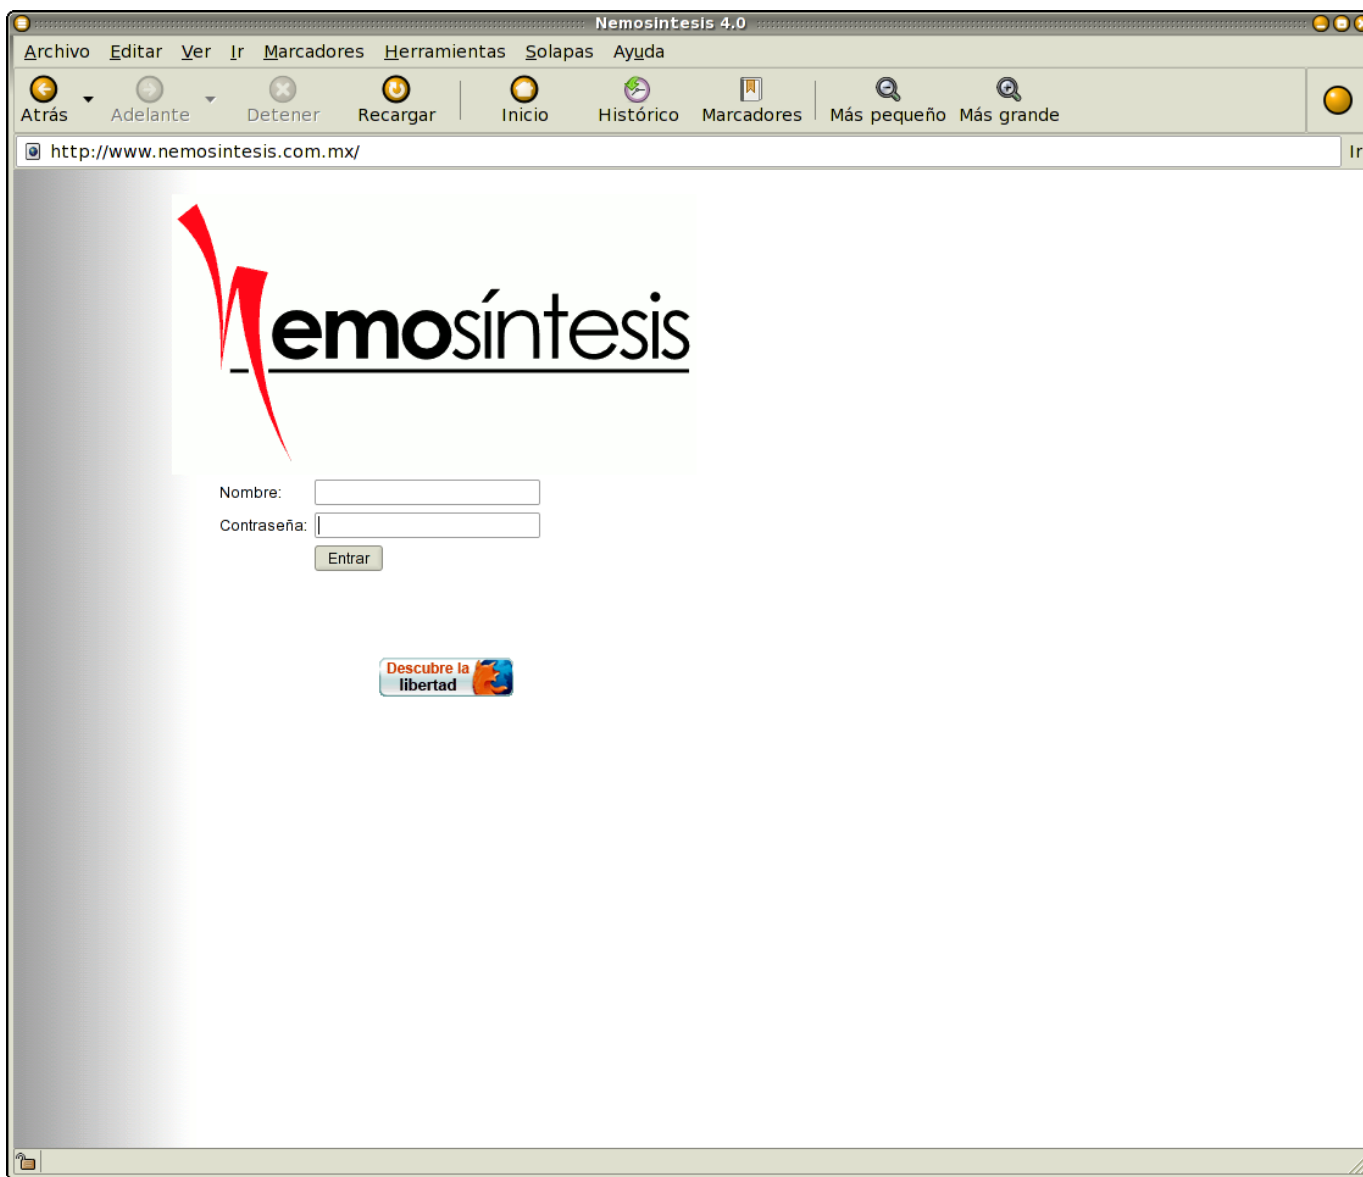 Nemosintesis 4.0
Archivo Editar Ver Ir Marcadores Herramientas Solapas Ayuda
Atrás Adelante Detener Recargar Inicio Histórico Marcadores Más pequeño Más grande
http://www.nemosintesis.com.mx/ Ir
Nemosíntesis
Nombre:
Contraseña:
Entrar
Descubre la
libertad